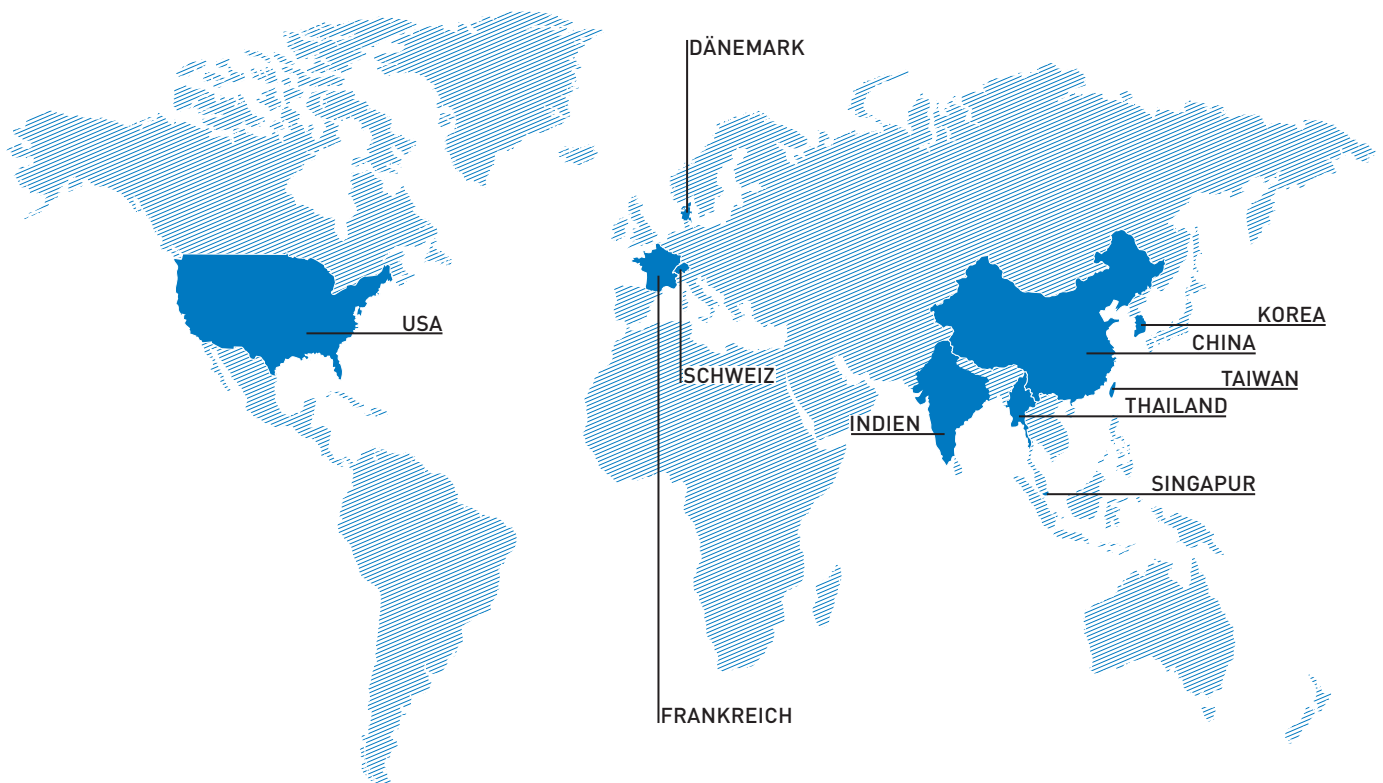 DÄNEMARK
USA
SCHWEIZ
KOREA
CHINA
TAIWAN
THAILAND
INDIEN
SINGAPUR
FRANKREICH